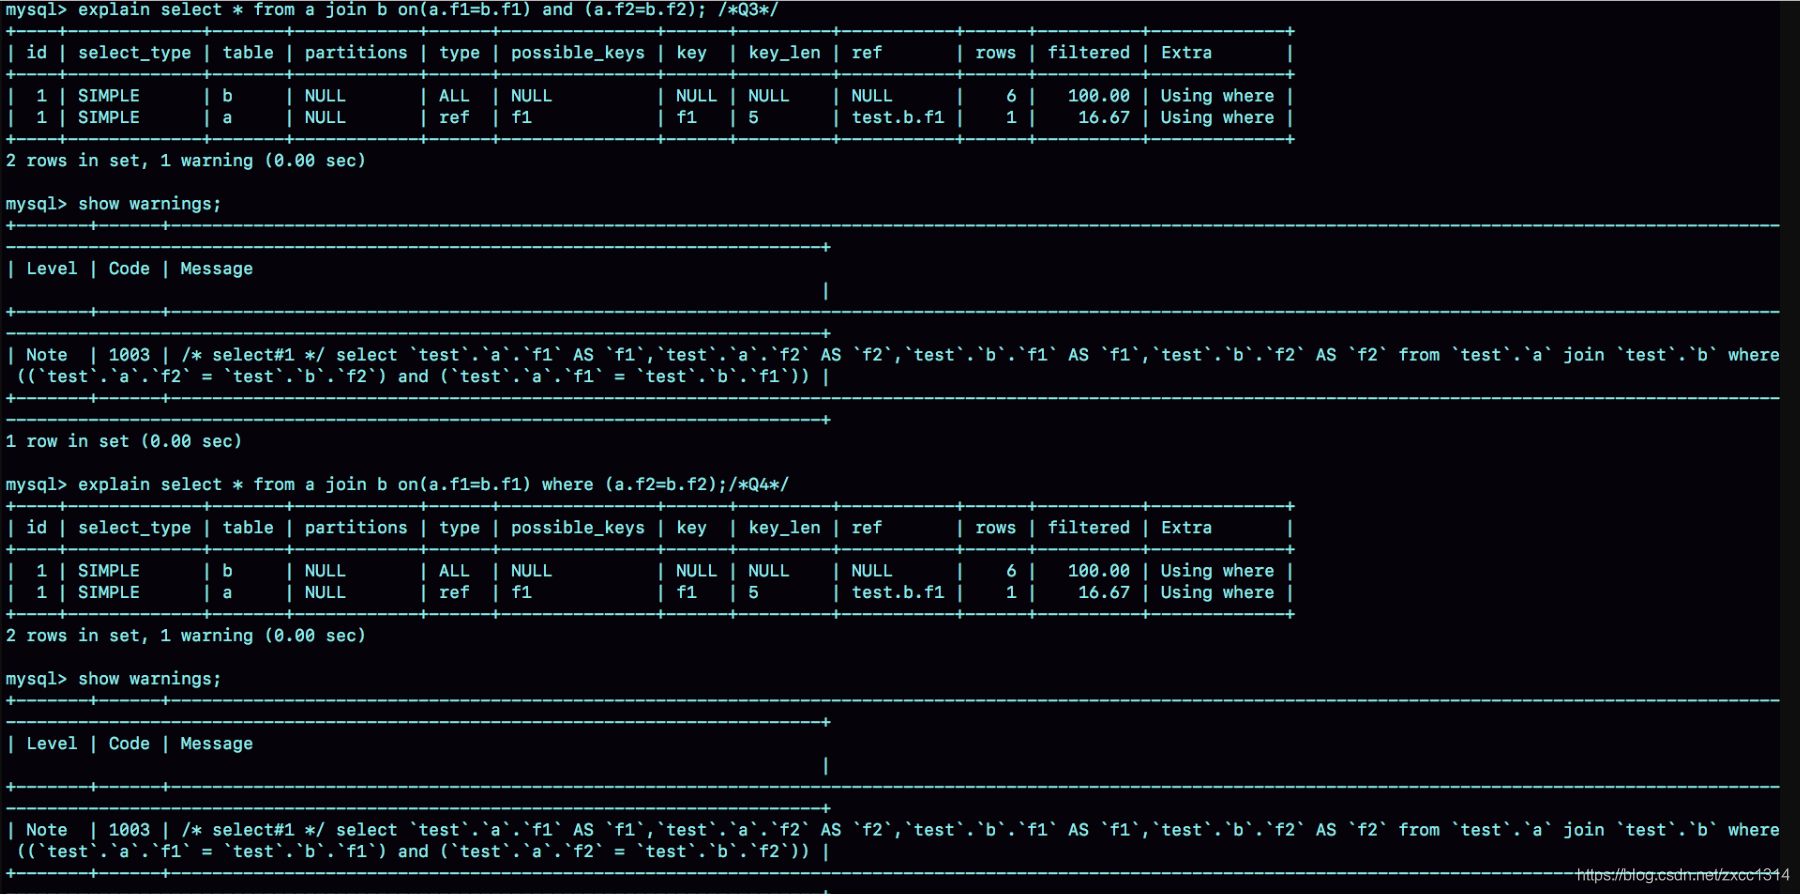 mysql> explain select * from a join b on(a.f1=b.f1) and (a.f2=b.f2); /*Q3*/
+----+-------------+-------+------------+------+---------------+------+---------+-----------+------+----------+-------------+
| id | select_type | table | partitions | type | possible_keys | key | key_len | ref | rows | filtered | Extra |
+----+-------------+-------+------------+------+---------------+------+---------+-----------+------+----------+-------------+
| 1 | SIMPLE | b | NULL | ALL | NULL | NULL | NULL | NULL | 6 | 100.00 | Using where |
| 1 | SIMPLE | a | NULL | ref | f1 | f1 | 5 | test.b.f1 | 1 | 16.67 | Using where |
+----+-------------+-------+------------+------+---------------+------+---------+-----------+------+----------+-------------+
2 rows in set, 1 warning (0.00 sec)
mysql> show warnings;
| Level | Code | Message
|
| Note | 1003 | /* select#1 */ select `test`.`a`.`f1` AS `f1`,`test`.`a`.`f2` AS `f2`,`test`.`b`.`f1` AS `f1`,`test`.`b`.`f2` AS `f2` from `test`.`a` join `test`.`b` where
((`test`.`a`.`f2` = `test`.`b`.`f2`) and (`test`.`a`.`f1` = `test`.`b`.`f1`)) |
1 row in set (0.00 sec)
mysql> explain select * from a join b on(a.f1=b.f1) where (a.f2=b.f2);/*Q4*/
+----+-------------+-------+------------+------+---------------+------+---------+-----------+------+----------+-------------+
| id | select_type | table | partitions | type | possible_keys | key | key_len | ref | rows | filtered | Extra |
+----+-------------+-------+------------+------+---------------+------+---------+-----------+------+----------+-------------+
| 1 | SIMPLE | b | NULL | ALL | NULL | NULL | NULL | NULL | 6 | 100.00 | Using where |
| 1 | SIMPLE | a | NULL | ref | f1 | f1 | 5 | test.b.f1 | 1 | 16.67 | Using where |
+----+-------------+-------+------------+------+---------------+------+---------+-----------+------+----------+-------------+
2 rows in set, 1 warning (0.00 sec)
mysql> show warnings;
| Level | Code | Message
|
| Note | 1003 | /* select#1 */ select `test`.`a`.`f1` AS `f1`,`test`.`a`.`f2` AS `f2`,`test`.`b`.`f1` AS `f1`,`test`.`b`.`f2` AS `f2` from `test`.`a` join `test`.`b` where
((`test`.`a`.`f1` = `test`.`b`.`f1`) and (`test`.`a`.`f2` = `test`.`b`.`f2`)) |
https://blog.csdn.net/zxcc1314